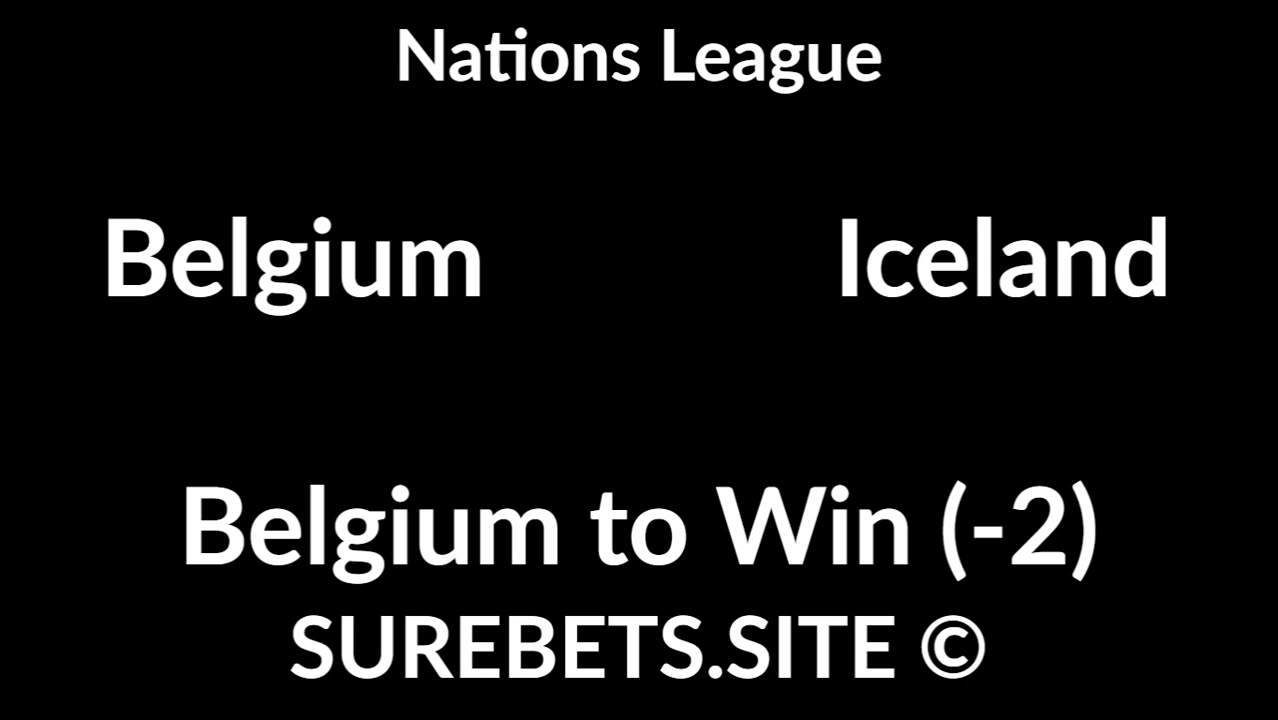 Nations League
Belgium Iceland
Belgium to Win (-2)
SUREBETS.SITE ©